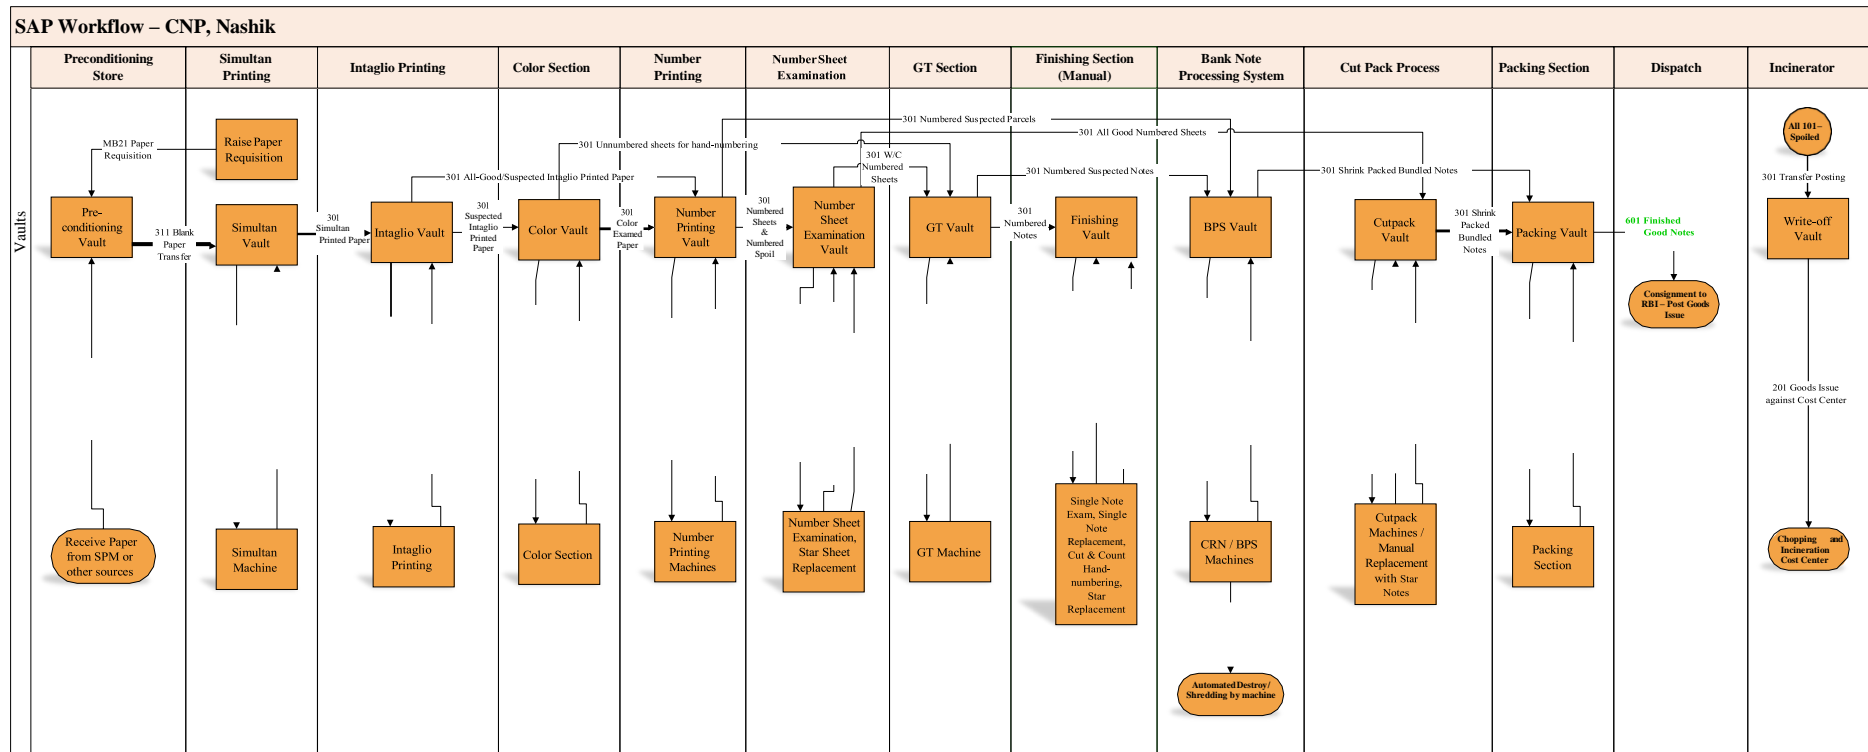 SAP Workflow – CNP, Nashik
Preconditioning
Store
Simultan
Printing
Intaglio Printing
Color Section
Number
Printing
Number Sheet
Examination
GT Section
Finishing Section
(Manual)
Bank Note
Processing System
Cut Pack Process
Packing Section
Dispatch
Incinerator
Vaults
MB21 Paper
Requisition
Raise Paper
Requisition
301 Numbered Suspected Parcels
301 All Good Numbered Sheets
301 Unnumbered sheets for hand-numbering
301 W/C
Numbered
Sheets
301 All-Good/Suspected Intaglio Printed Paper
301 Numbered Suspected Notes
301 Shrink Packed Bundled Notes
All 101 –
Spoiled
301 Transfer Posting
Pre-
conditioning
Vault
311 Blank
Paper
Transfer
Simultan
Vault
301
Simultan
Printed Paper
Intaglio Vault
301
Suspected
Intaglio
Printed
Paper
Color Vault
301
Color
Examed
Paper
Number
Printing
Vault
301
Numbered
Sheets
&
Numbered
Spoil
Number
Sheet
Examination
Vault
GT Vault
301
Numbered
Notes
Finishing
Vault
BPS Vault
Cutpack
Vault
301 Shrink
Packed
Bundled
Notes
Packing Vault
601 Finished
Good Notes
Write-off
Vault
Consignment to
RBI – Post Goods
Issue
201 Goods Issue
against Cost Center
Receive Paper
from SPM or
other sources
Simultan
Machine
Intaglio
Printing
Color Section
Number
Printing
Machines
Number Sheet
Examination,
Star Sheet
Replacement
GT Machine
Single Note
Exam, Single
Note
Replacement,
Cut & Count
Hand-
numbering,
Star
Replacement
CRN / BPS
Machines
Cutpack
Machines /
Manual
Replacement
with Star
Notes
Packing
Section
Chopping and
Incineration
Cost Center
Automated Destroy/
Shredding by machine